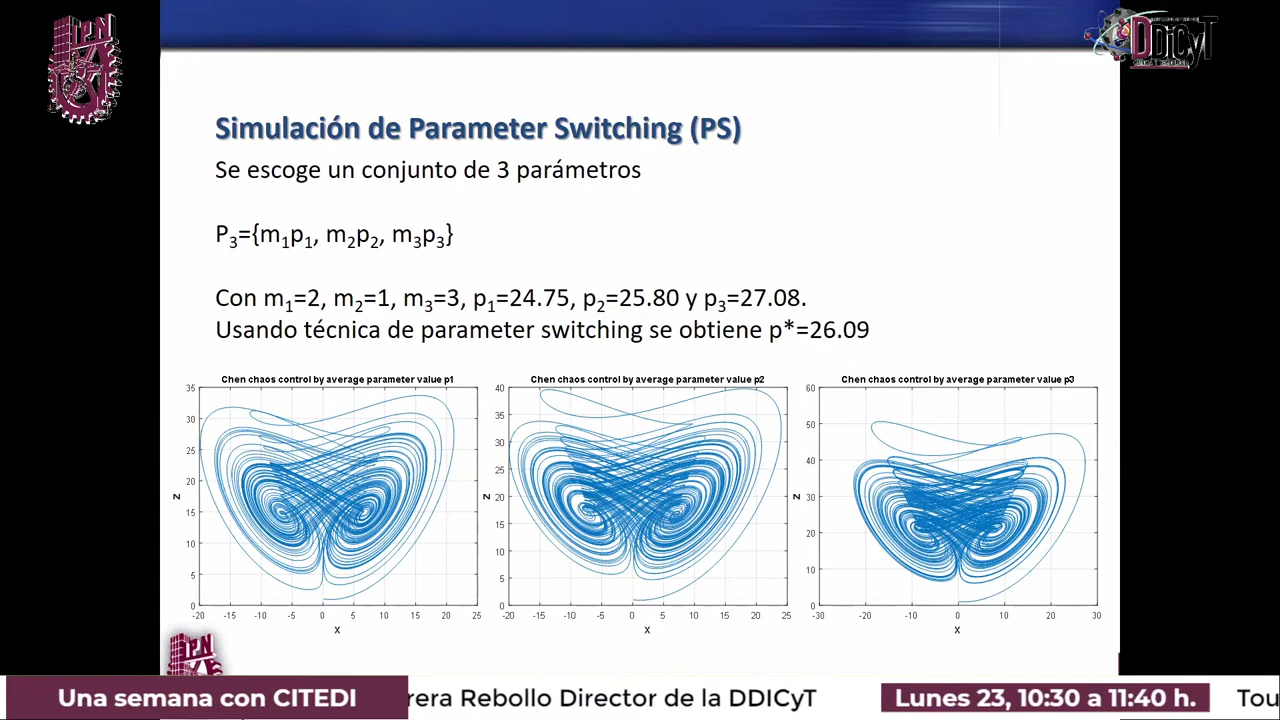 IPN
DDiCyT
Simulación de Parameter Switching (PS)
Se escoge un conjunto de 3 parámetros
P₃={m₁p₁, m₂p₂, m₃p₃}
Con m₁=2, m₂=1, m₃=3, p₁=24.75, p₂=25.80 y p₃=27.08.
Usando técnica de parameter switching se obtiene p*=26.09
Chen chaos control by average parameter value p1
35
30
25
20
15
10
5
0
z
-20 -15 -10 -5 0 5 10 15 20 25
x
Chen chaos control by average parameter value p2
40
35
30
25
20
15
10
5
0
z
-20 -15 -10 -5 0 5 10 15 20 25
x
Chen chaos control by average parameter value p3
60
50
40
30
20
10
0
z
-30 -20 -10 0 10 20 30
x
IPN
Una semana con CITEDI
rera Rebollo Director de la DDICyT
Lunes 23, 10:30 a 11:40 h.
Tou